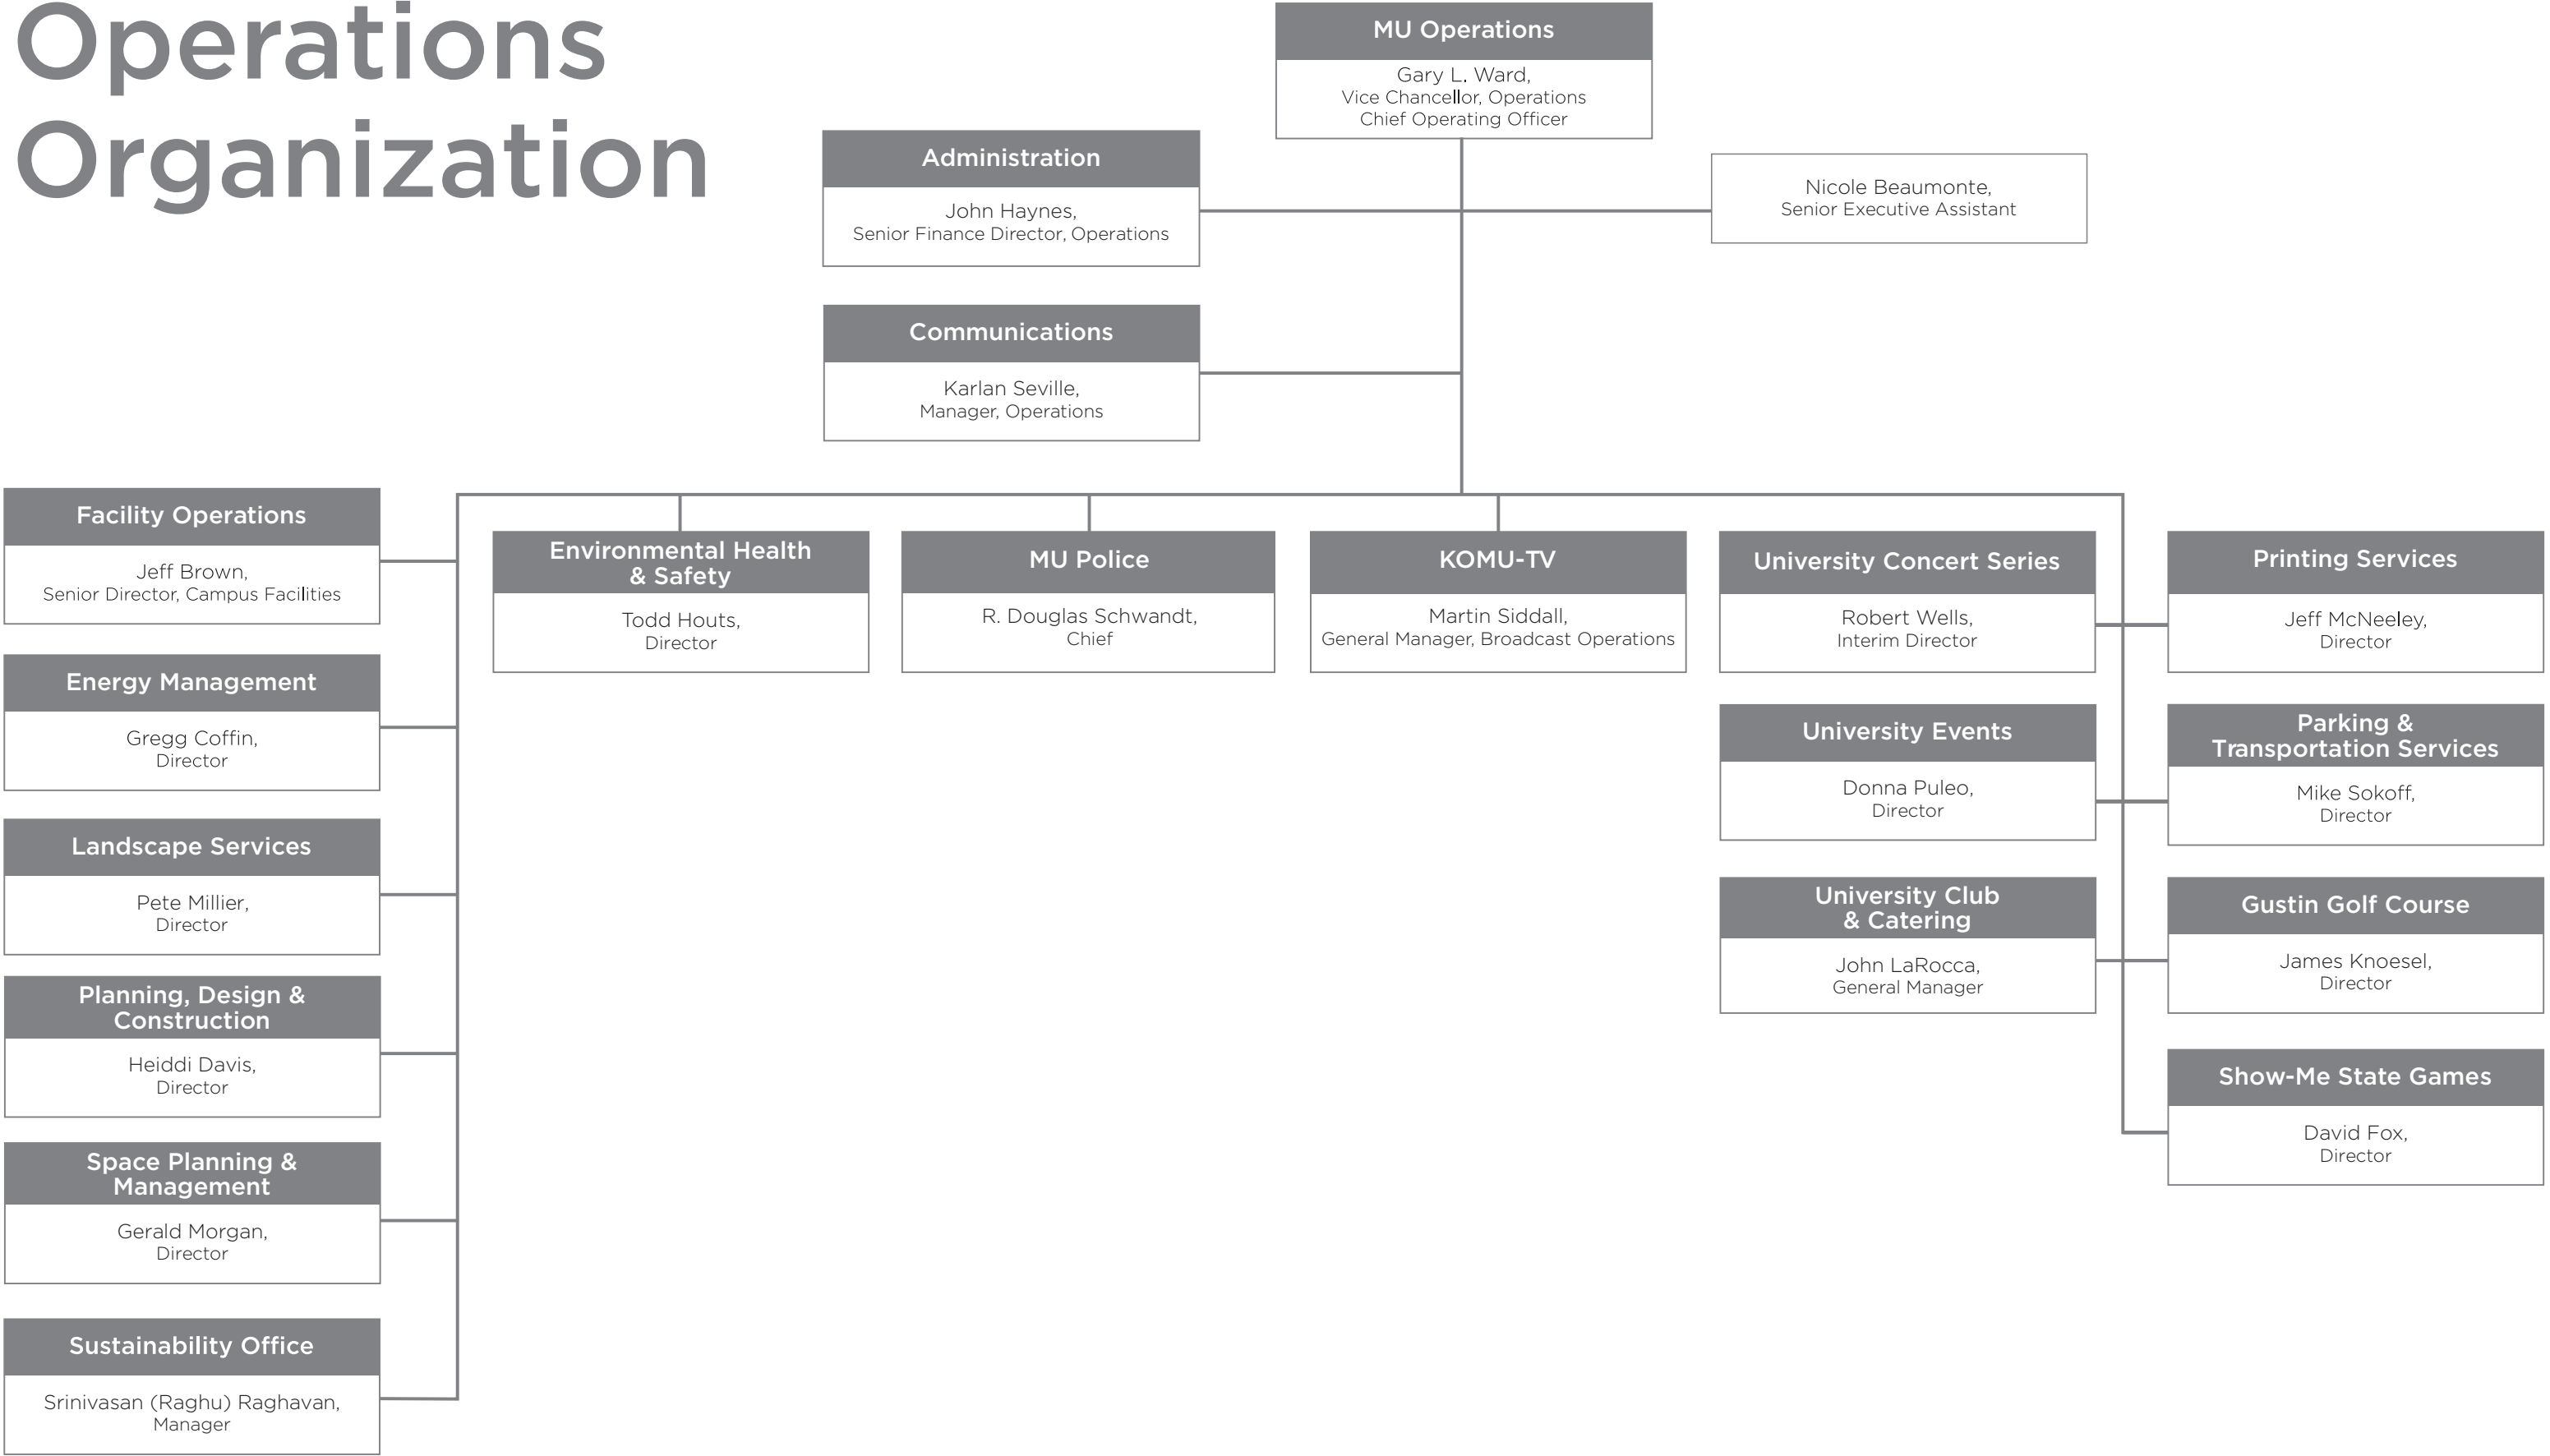 Operations
Organization
MU Operations
Gary L. Ward,
Vice Chancellor, Operations
Chief Operating Officer
Administration
John Haynes,
Senior Finance Director, Operations
Nicole Beaumonte,
Senior Executive Assistant
Communications
Karlan Seville,
Manager, Operations
Facility Operations
Jeff Brown,
Senior Director, Campus Facilities
Energy Management
Gregg Coffin,
Director
Landscape Services
Pete Millier,
Director
Planning, Design &
Construction
Heiddi Davis,
Director
Space Planning &
Management
Gerald Morgan,
Director
Sustainability Office
Srinivasan (Raghu) Raghavan,
Manager
Environmental Health
& Safety
Todd Houts,
Director
MU Police
R. Douglas Schwandt,
Chief
KOMU-TV
Martin Siddall,
General Manager, Broadcast Operations
University Concert Series
Robert Wells,
Interim Director
University Events
Donna Puleo,
Director
University Club
& Catering
John LaRocca,
General Manager
Printing Services
Jeff McNeeley,
Director
Parking &
Transportation Services
Mike Sokoff,
Director
Gustin Golf Course
James Knoesel,
Director
Show-Me State Games
David Fox,
Director